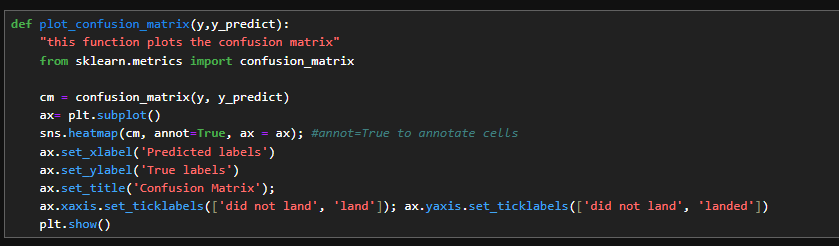 def plot_confusion_matrix(y,y_predict):
    "this function plots the confusion matrix"
    from sklearn.metrics import confusion_matrix

    cm = confusion_matrix(y, y_predict)
    ax= plt.subplot()
    sns.heatmap(cm, annot=True, ax = ax); #annot=True to annotate cells
    ax.set_xlabel('Predicted labels')
    ax.set_ylabel('True labels')
    ax.set_title('Confusion Matrix');
    ax.xaxis.set_ticklabels(['did not land', 'land']); ax.yaxis.set_ticklabels(['did not land', 'landed'])
    plt.show()